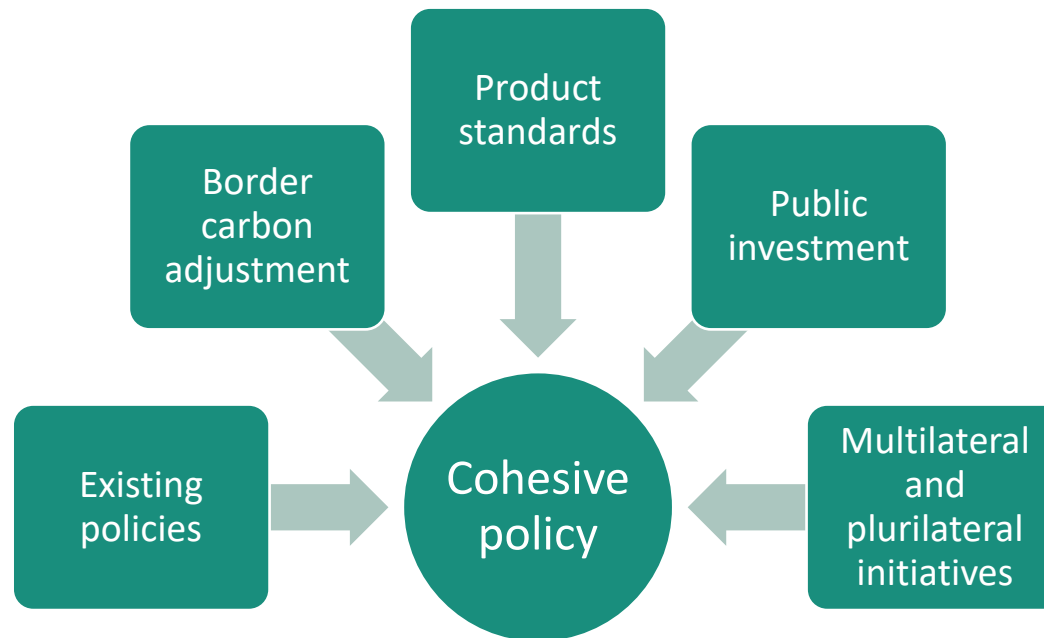 Product
standards
Border
carbon
adjustment
Public
investment
Existing
policies
Cohesive
policy
Multilateral
and
plurilateral
initiatives